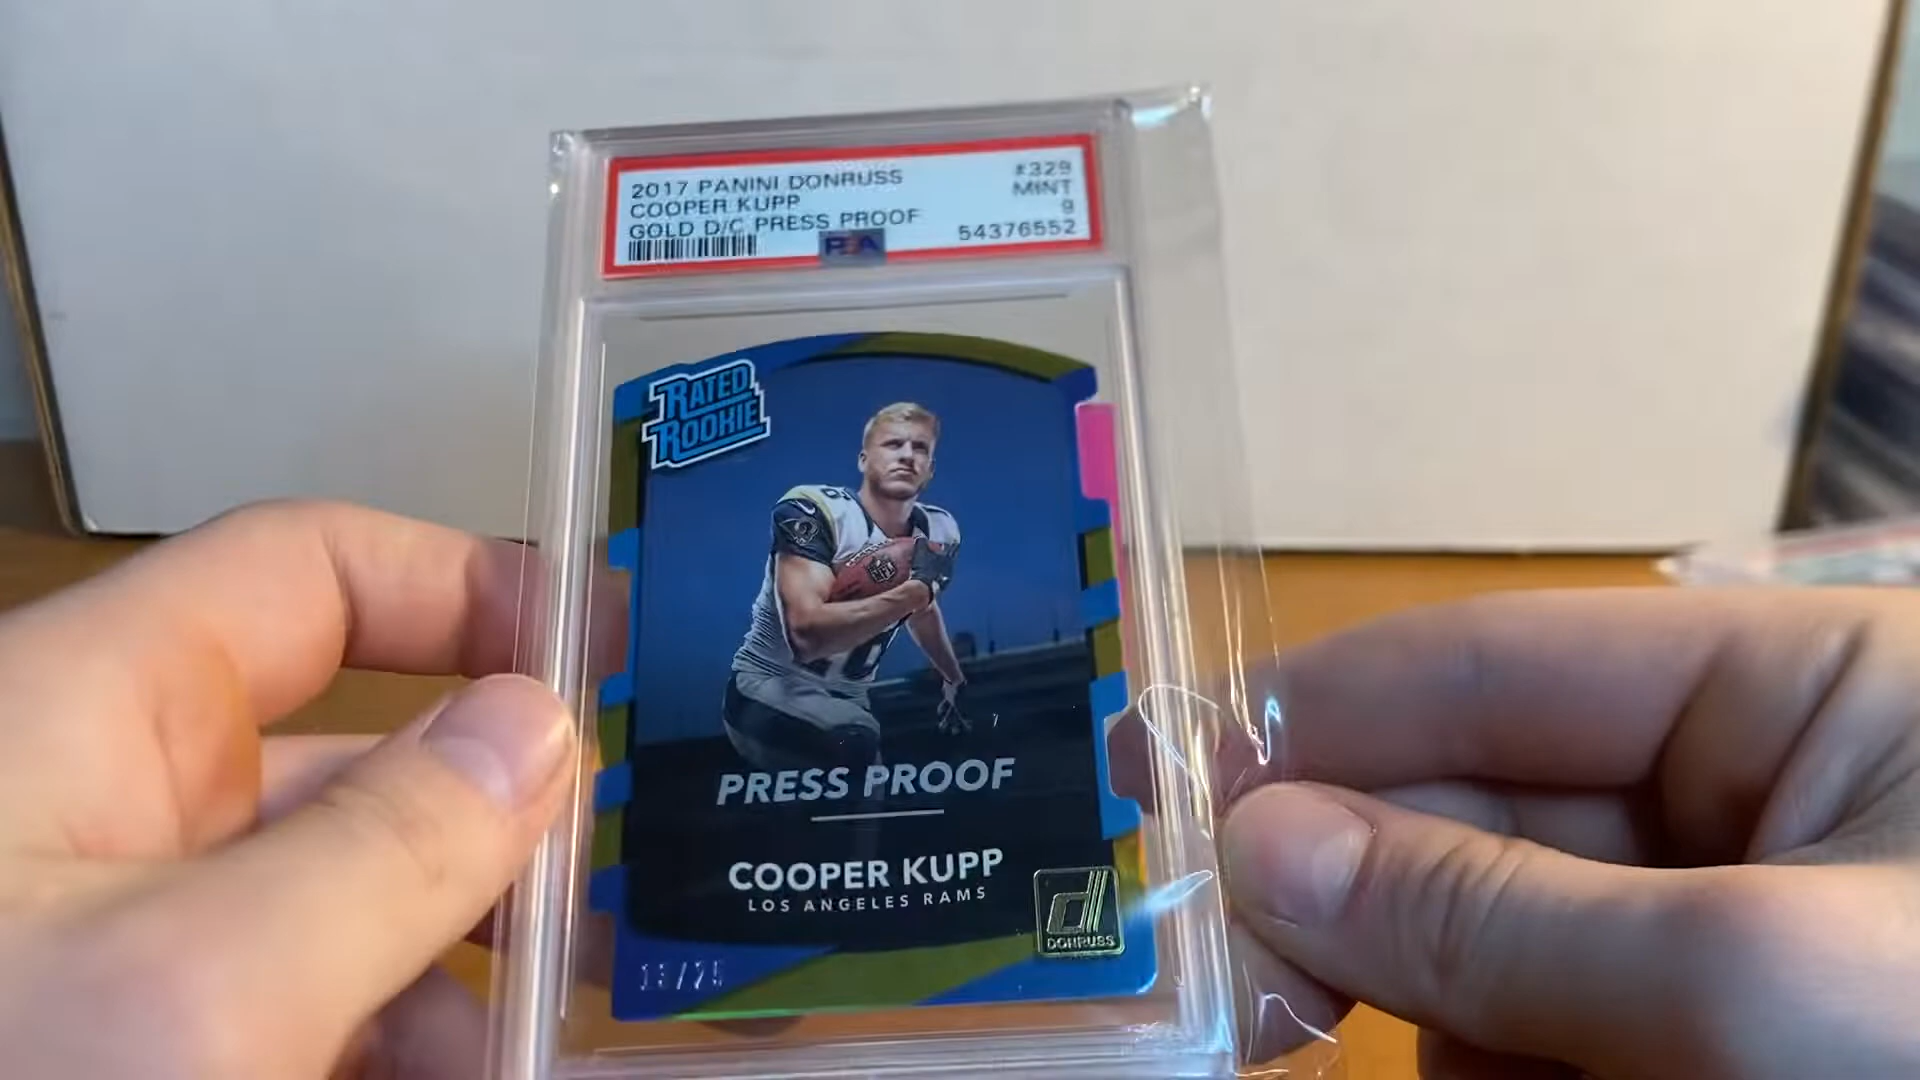 2017 PANINI DONRUSS #329
COOPER KUPP MINT
GOLD D/C PRESS PROOF 9
54376552
PSA
RATED
ROOKIE
NFL
PRESS PROOF
COOPER KUPP
LOS ANGELES RAMS
DONRUSS